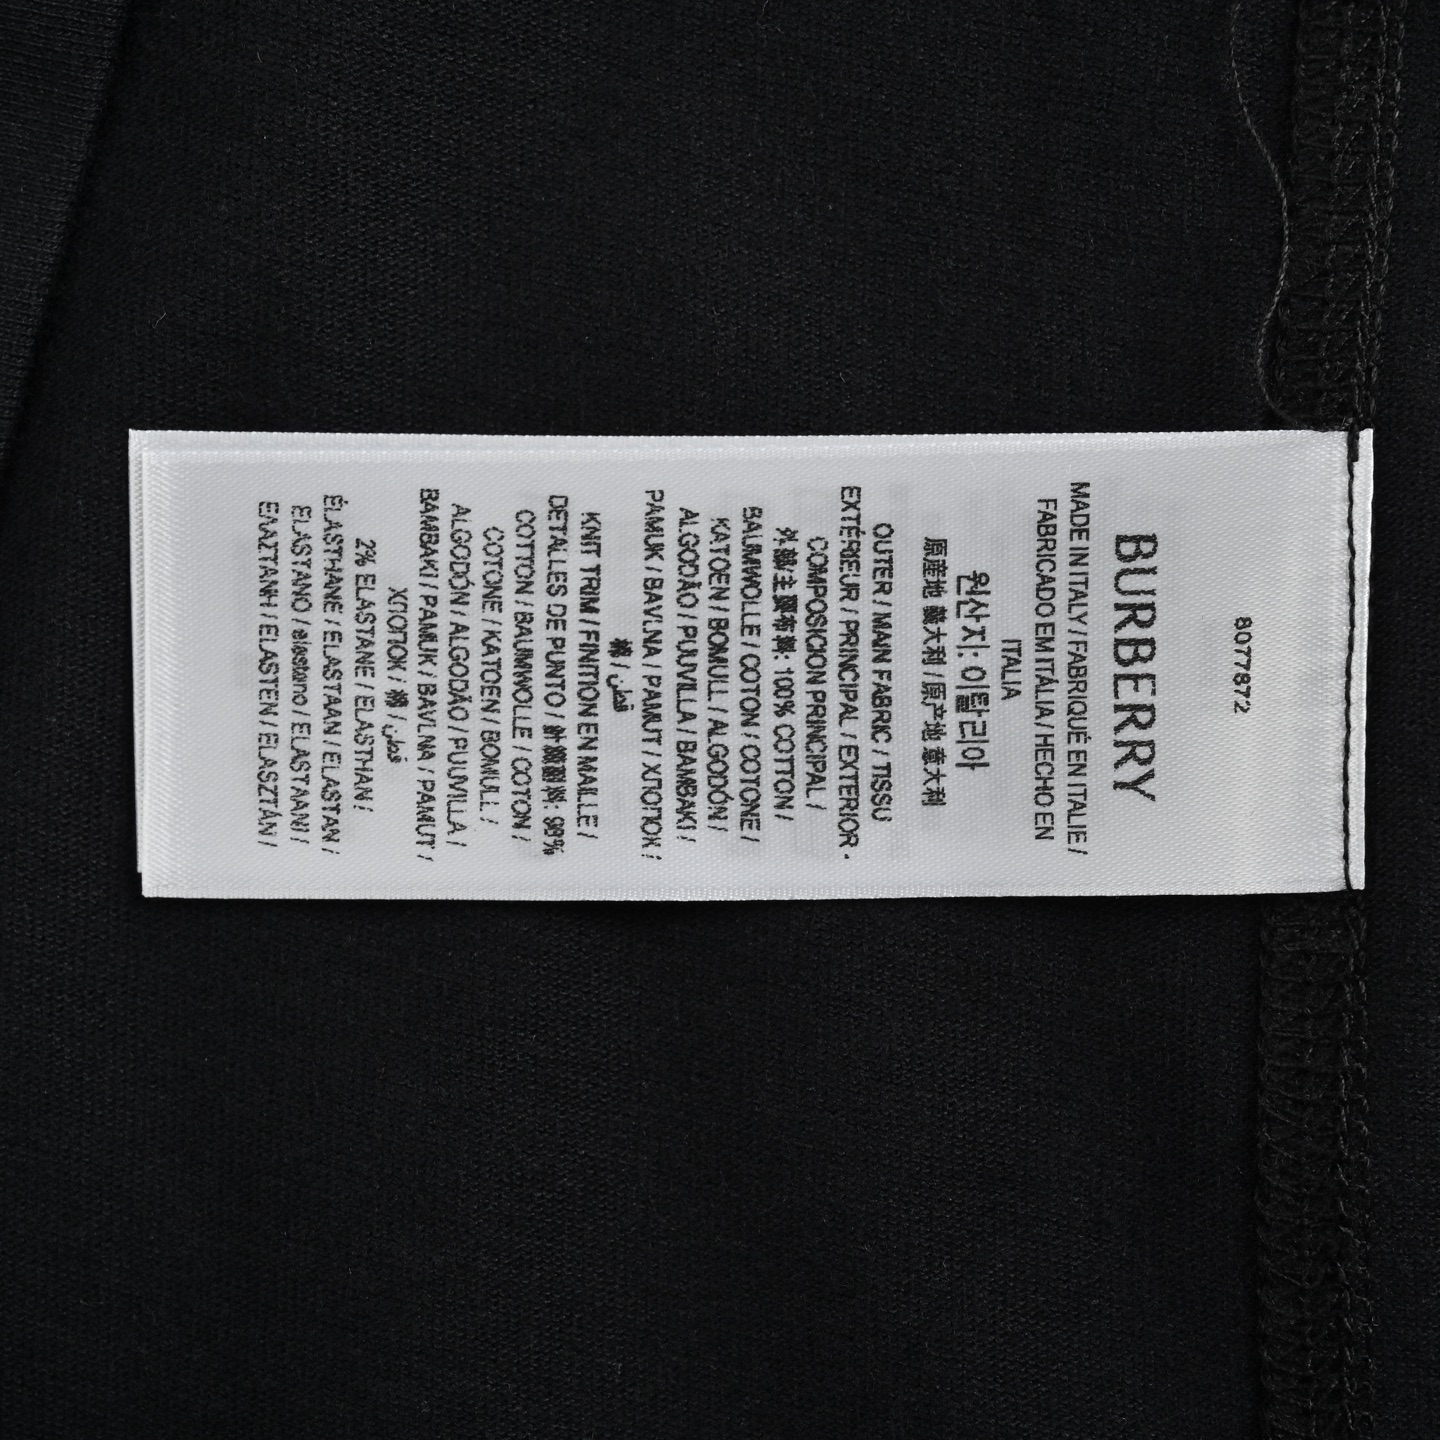 8077872
BURBERRY
MADE IN ITALY / FABRIQUÉ EN ITALIE /
FABRICADO EM ITÁLIA / HECHO EN
ITALIA
원산지: 이탈리아
原産地 義大利 / 原产地 意大利
OUTER / MAIN FABRIC / TISSU
EXTÉRIEUR / PRINCIPAL / EXTERIOR -
COMPOSICION PRINCIPAL /
外部/主要布料: 100% COTTON /
BAUMWOLLE / COTON / COTONE /
KATOEN / BOMULL / ALGODÓN /
ALGODÃO / PUUVILLA / BAMBAKI /
PAMUK / BAVLNA / PAMUT / ХЛОПОК /
棉 / قطن
KNIT TRIM / FINITION EN MAILLE /
DETALLES DE PUNTO / 針織副料: 98%
COTTON / BAUMWOLLE / COTON /
COTONE / KATOEN / BOMULL /
ALGODÓN / ALGODÃO / PUUVILLA /
BAMBAKI / PAMUK / BAVLNA / PAMUT /
ХЛОПОК / 棉 / قطن
2% ELASTANE / ELASTHAN /
ÉLASTHANE / ELASTAAN / ELASTAN /
ELASTANO / elastano / ELASTAANI /
ΕΛΑΖΤΑΝΗ / ELASTEN / ELASZTÁN /